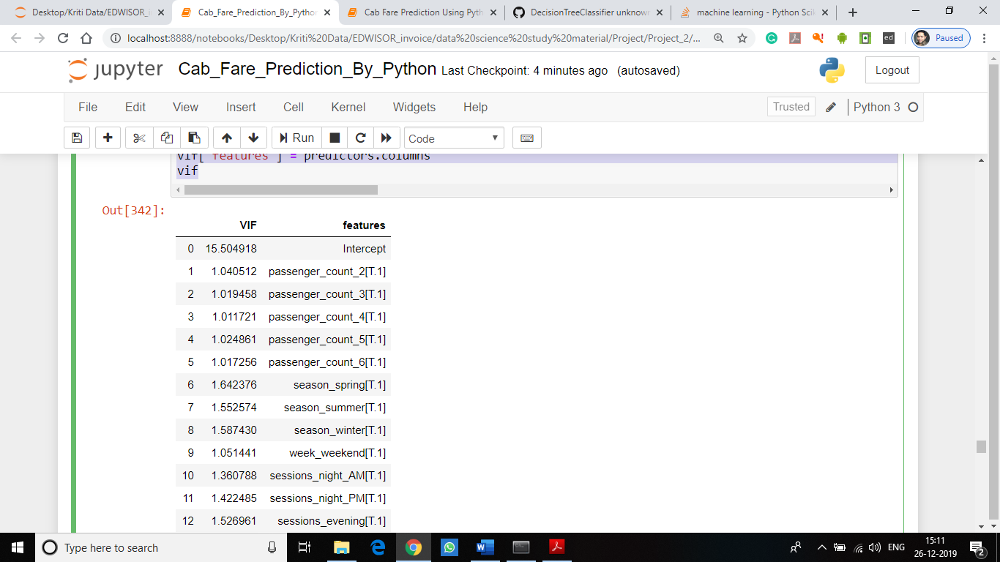 Desktop/Kriti Data/EDWISOR_i
Cab_Fare_Prediction_By_Python
Cab Fare Prediction Using Pyth
DecisionTreeClassifier unknown
machine learning - Python Scik
localhost:8888/notebooks/Desktop/Kriti%20Data/EDWISOR_invoice/data%20science%20study%20material/Project/Project_2/...
ed
Paused
jupyter Cab_Fare_Prediction_By_Python Last Checkpoint: 4 minutes ago (autosaved)
Logout
File Edit View Insert Cell Kernel Widgets Help
Trusted
Python 3
Run
Code
vif["features"] = predictors.columns
vif
Out[342]:
VIF features
0 15.504918 Intercept
1 1.040512 passenger_count_2[T.1]
2 1.019458 passenger_count_3[T.1]
3 1.011721 passenger_count_4[T.1]
4 1.024861 passenger_count_5[T.1]
5 1.017256 passenger_count_6[T.1]
6 1.642376 season_spring[T.1]
7 1.552574 season_summer[T.1]
8 1.587430 season_winter[T.1]
9 1.051441 week_weekend[T.1]
10 1.360788 sessions_night_AM[T.1]
11 1.422485 sessions_night_PM[T.1]
12 1.526961 sessions_evening[T.1]
Type here to search
ENG
15:11
26-12-2019
2